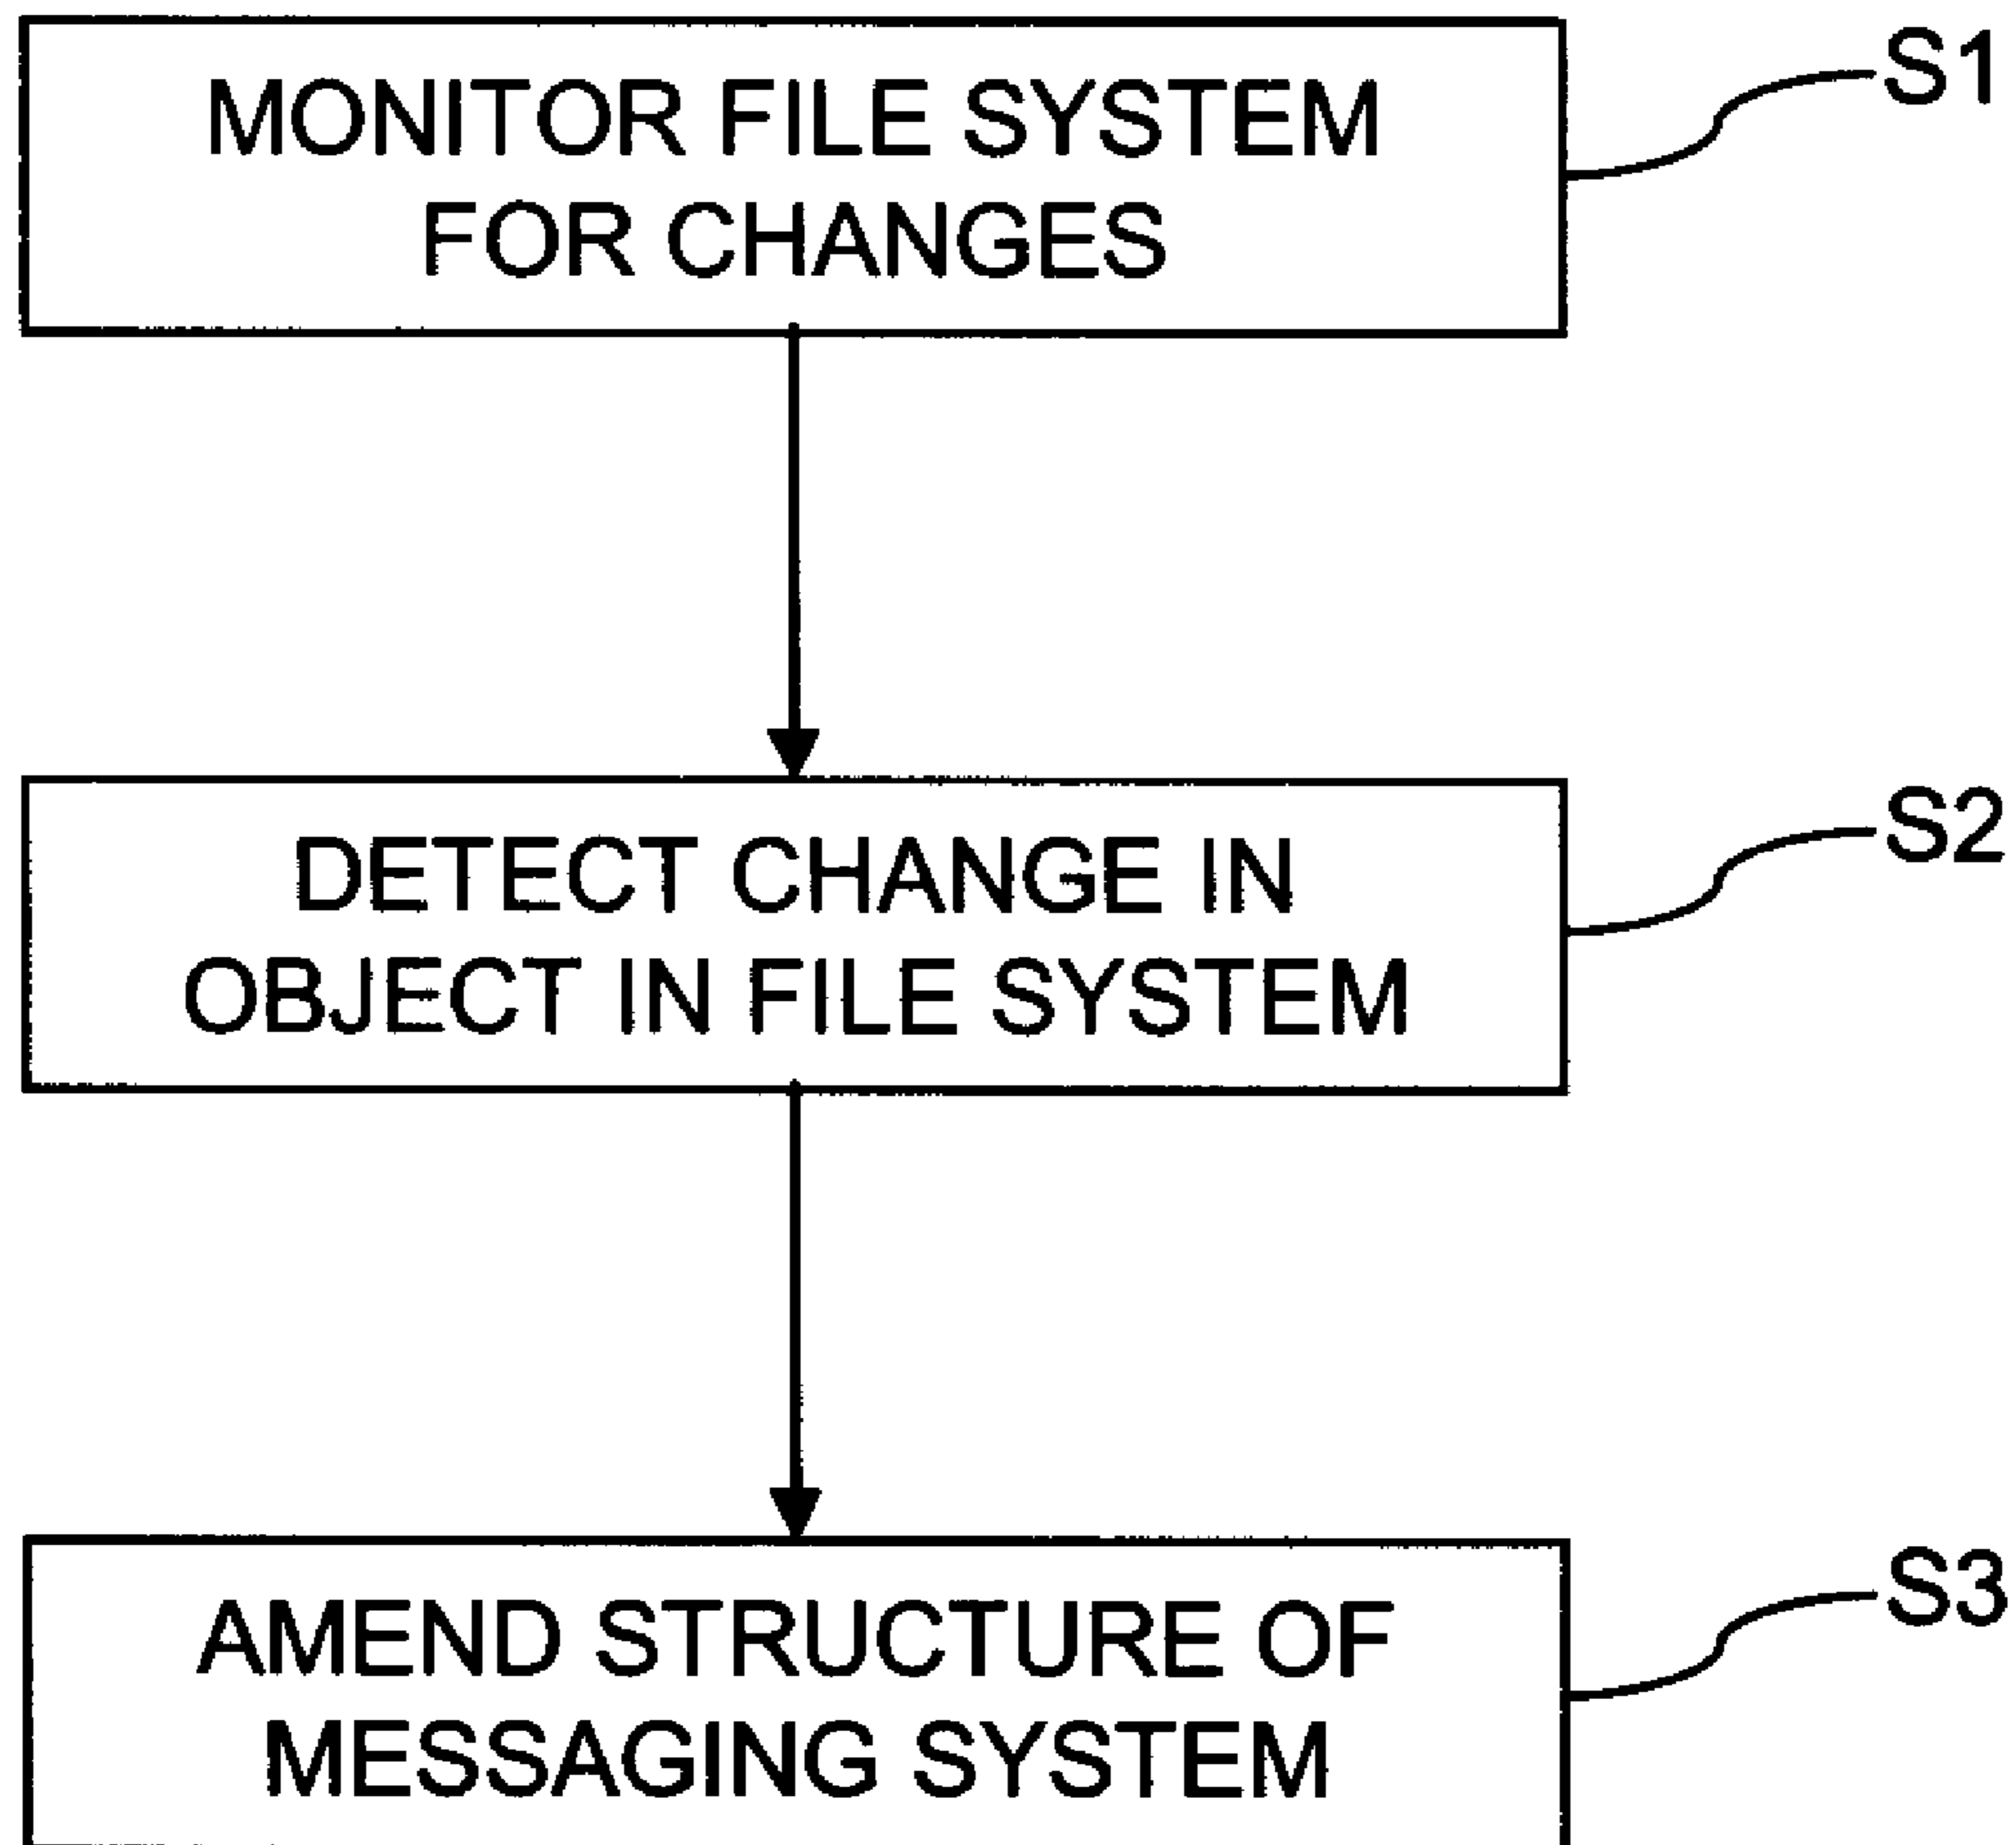 MONITOR FILE SYSTEM
FOR CHANGES
S1
DETECT CHANGE IN
OBJECT IN FILE SYSTEM
S2
AMEND STRUCTURE OF
MESSAGING SYSTEM
S3